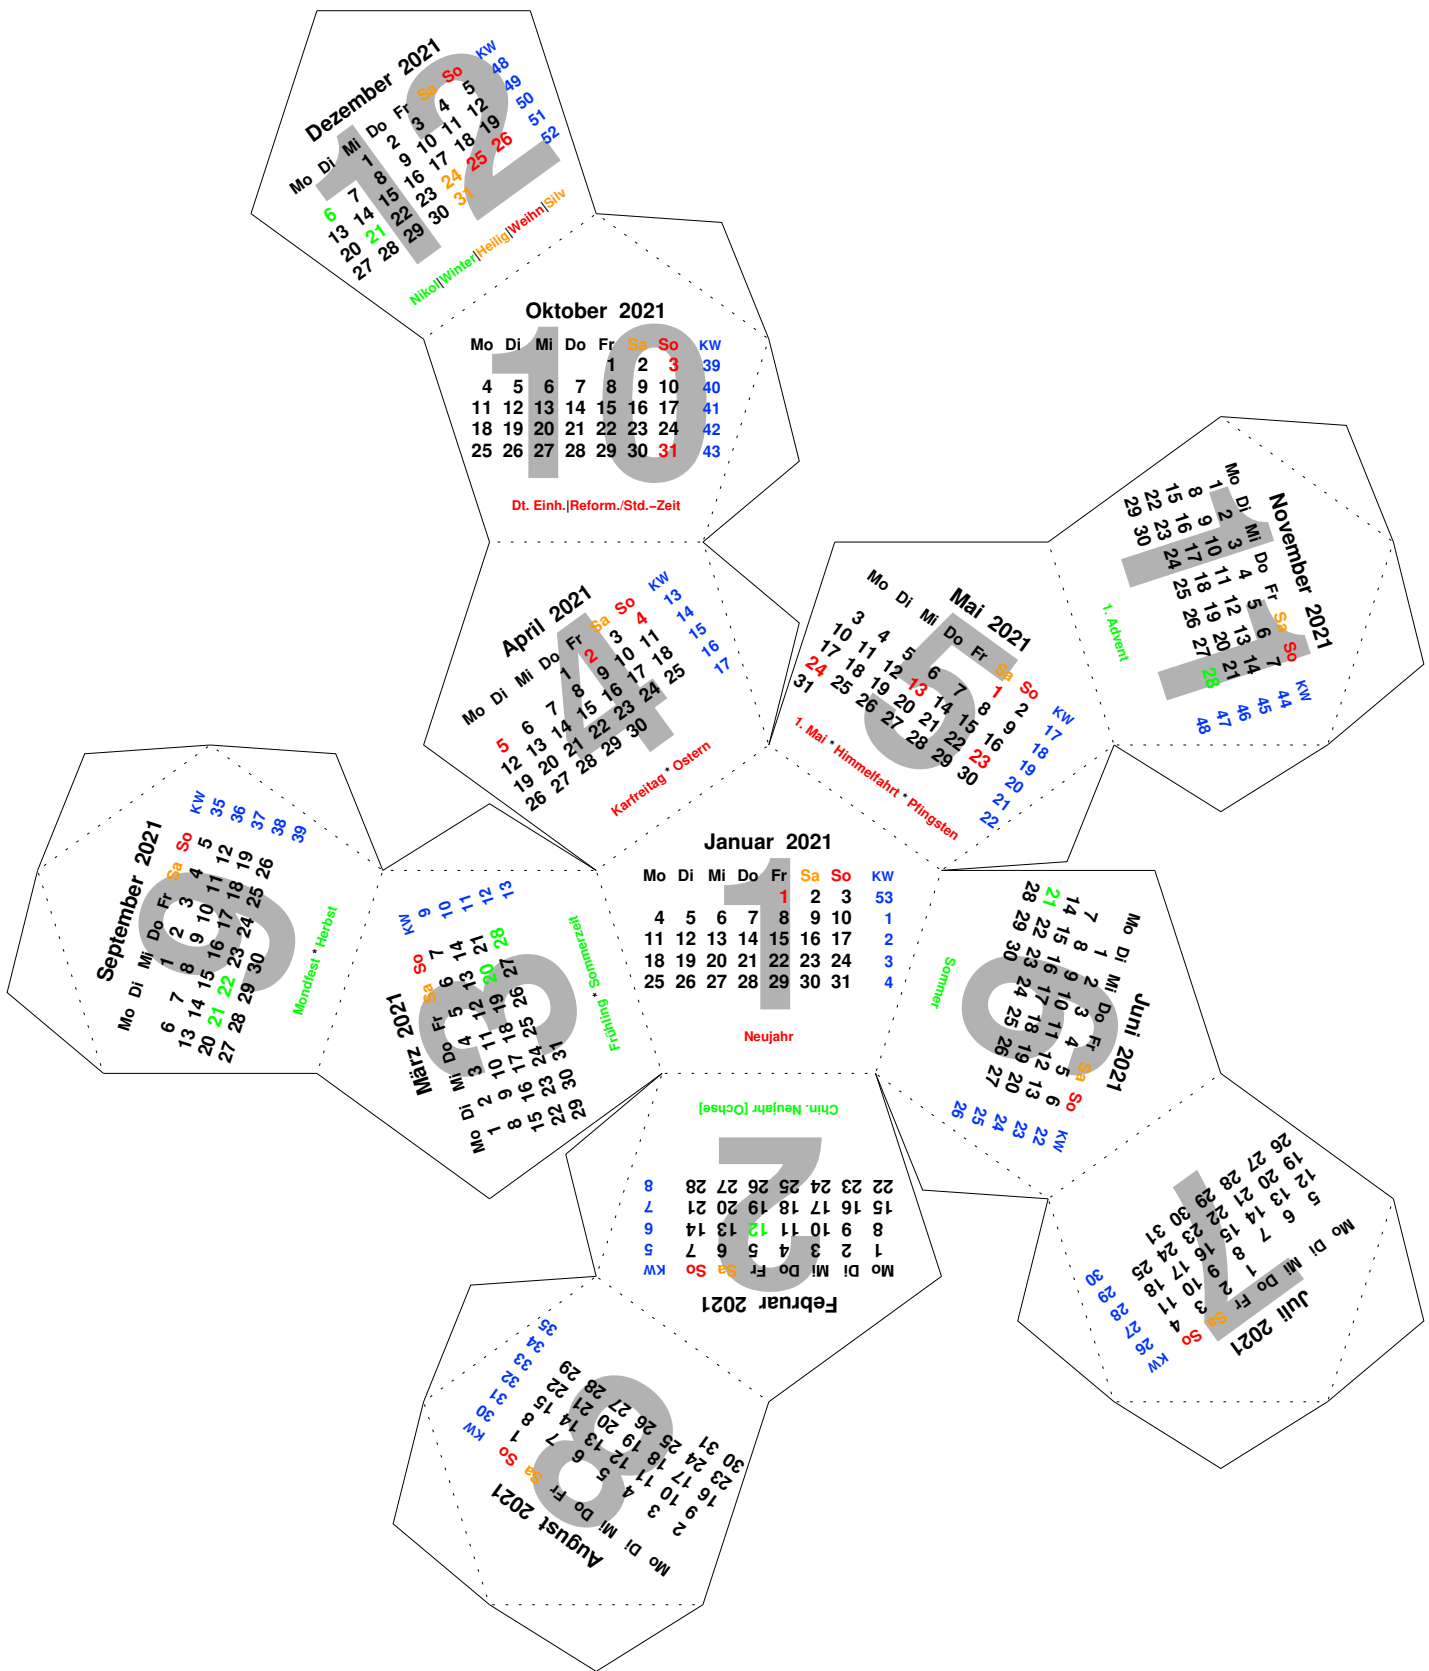 Dezember 2021
Mo Di Mi Do Fr Sa So KW
1 2 3 4 5 48
6 7 8 9 10 11 12 49
13 14 15 16 17 18 19 50
20 21 22 23 24 25 26 51
27 28 29 30 31 52
Nikol|Winter|Heilig|Weihn|Silv
12
Oktober 2021
Mo Di Mi Do Fr Sa So KW
1 2 3 39
4 5 6 7 8 9 10 40
11 12 13 14 15 16 17 41
18 19 20 21 22 23 24 42
25 26 27 28 29 30 31 43
Dt. Einh.|Reform./Std.–Zeit
10
November 2021
Mo Di Mi Do Fr Sa So KW
1 2 3 4 5 6 7 44
8 9 10 11 12 13 14 45
15 16 17 18 19 20 21 46
22 23 24 25 26 27 28 47
29 30 48
1. Advent
11
April 2021
Mo Di Mi Do Fr Sa So KW
1 2 3 4 13
5 6 7 8 9 10 11 14
12 13 14 15 16 17 18 15
19 20 21 22 23 24 25 16
26 27 28 29 30 17
Karfreitag * Ostern
4
Mai 2021
Mo Di Mi Do Fr Sa So KW
1 2 17
3 4 5 6 7 8 9 18
10 11 12 13 14 15 16 19
17 18 19 20 21 22 23 20
24 25 26 27 28 29 30 21
31 22
1. Mai * Himmelfahrt * Pfingsten
5
September 2021
Mo Di Mi Do Fr Sa So KW
1 2 3 4 5 35
6 7 8 9 10 11 12 36
13 14 15 16 17 18 19 37
20 21 22 23 24 25 26 38
27 28 29 30 39
Mondfest * Herbst
9
März 2021
Mo Di Mi Do Fr Sa So KW
1 2 3 4 5 6 7 9
8 9 10 11 12 13 14 10
15 16 17 18 19 20 21 11
22 23 24 25 26 27 28 12
29 30 31 13
Frühling * Sommerzeit
3
Januar 2021
Mo Di Mi Do Fr Sa So KW
1 2 3 53
4 5 6 7 8 9 10 1
11 12 13 14 15 16 17 2
18 19 20 21 22 23 24 3
25 26 27 28 29 30 31 4
Neujahr
1
Juni 2021
Mo Di Mi Do Fr Sa So KW
1 2 3 4 5 6 22
7 8 9 10 11 12 13 23
14 15 16 17 18 19 20 24
21 22 23 24 25 26 27 25
28 29 30 26
Sommer
6
Februar 2021
Mo Di Mi Do Fr Sa So KW
1 2 3 4 5 6 7 5
8 9 10 11 12 13 14 6
15 16 17 18 19 20 21 7
22 23 24 25 26 27 28 8
Chin. Neujahr [Ochse]
2
Juli 2021
Mo Di Mi Do Fr Sa So KW
1 2 3 4 26
5 6 7 8 9 10 11 27
12 13 14 15 16 17 18 28
19 20 21 22 23 24 25 29
26 27 28 29 30 31 30
7
August 2021
Mo Di Mi Do Fr Sa So KW
1 30
2 3 4 5 6 7 8 31
9 10 11 12 13 14 15 32
16 17 18 19 20 21 22 33
23 24 25 26 27 28 29 34
30 31 35
8